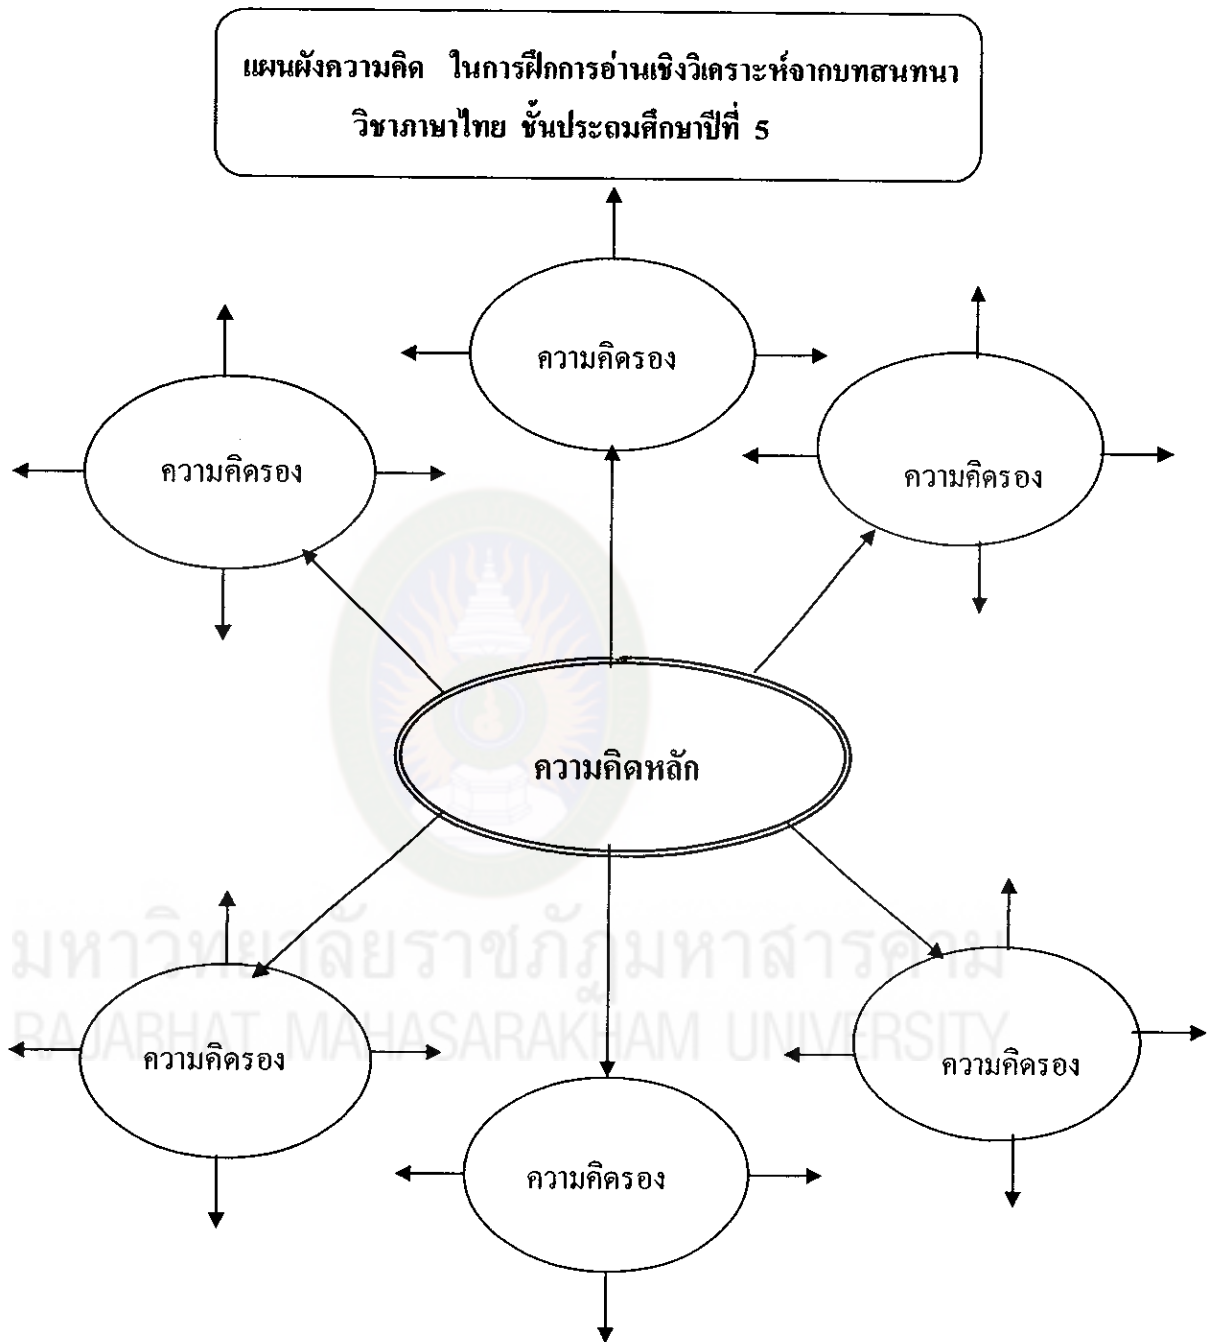 แผนผังความคิด ในการฝึกการอ่านเชิงวิเคราะห์จากบทสนทนา
วิชาภาษาไทย ชั้นประถมศึกษาปีที่ 5
ความคิดรอง
ความคิดรอง
ความคิดรอง
ความคิดหลัก
มหาวิทยาลัยราชภัฏมหาสารคาม
RAJABHAT MAHASARAKHAM UNIVERSITY
ความคิดรอง
ความคิดรอง
ความคิดรอง